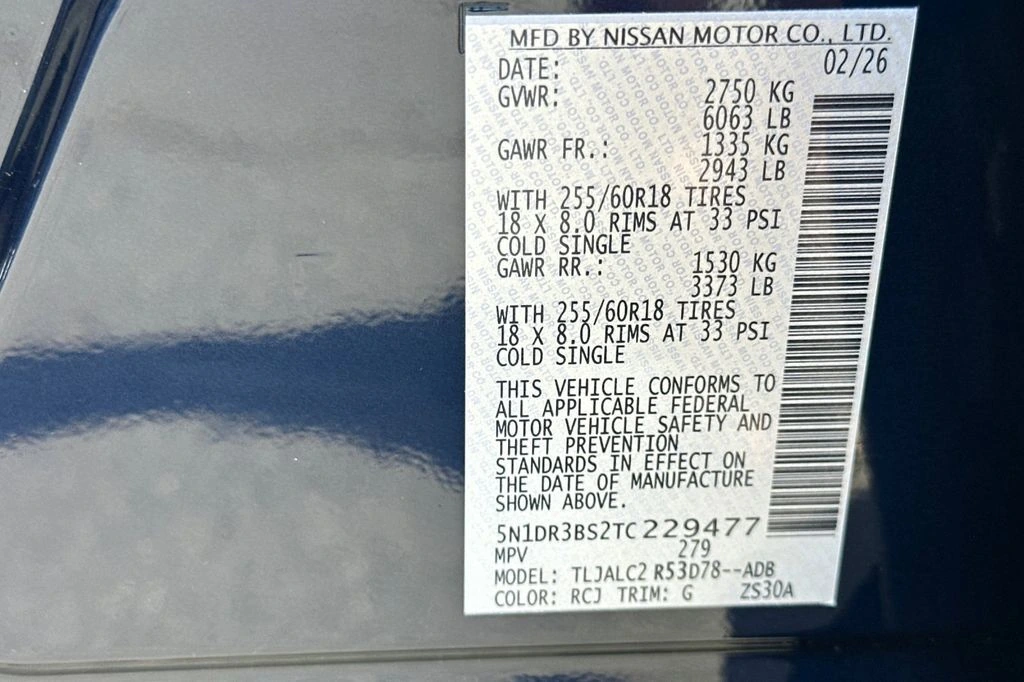 MFD BY NISSAN MOTOR CO., LTD.
DATE: 02/26
GVWR: 2750 KG
6063 LB
GAWR FR.: 1335 KG
2943 LB
WITH 255/60R18 TIRES
18 X 8.0 RIMS AT 33 PSI
COLD SINGLE
GAWR RR.: 1530 KG
3373 LB
WITH 255/60R18 TIRES
18 X 8.0 RIMS AT 33 PSI
COLD SINGLE
THIS VEHICLE CONFORMS TO
ALL APPLICABLE FEDERAL
MOTOR VEHICLE SAFETY AND
THEFT PREVENTION
STANDARDS IN EFFECT ON
THE DATE OF MANUFACTURE
SHOWN ABOVE.
5N1DR3BS2TC229477
MPV 279
MODEL: TLJALC2 R53D78--ADB
COLOR: RCJ TRIM: G ZS30A